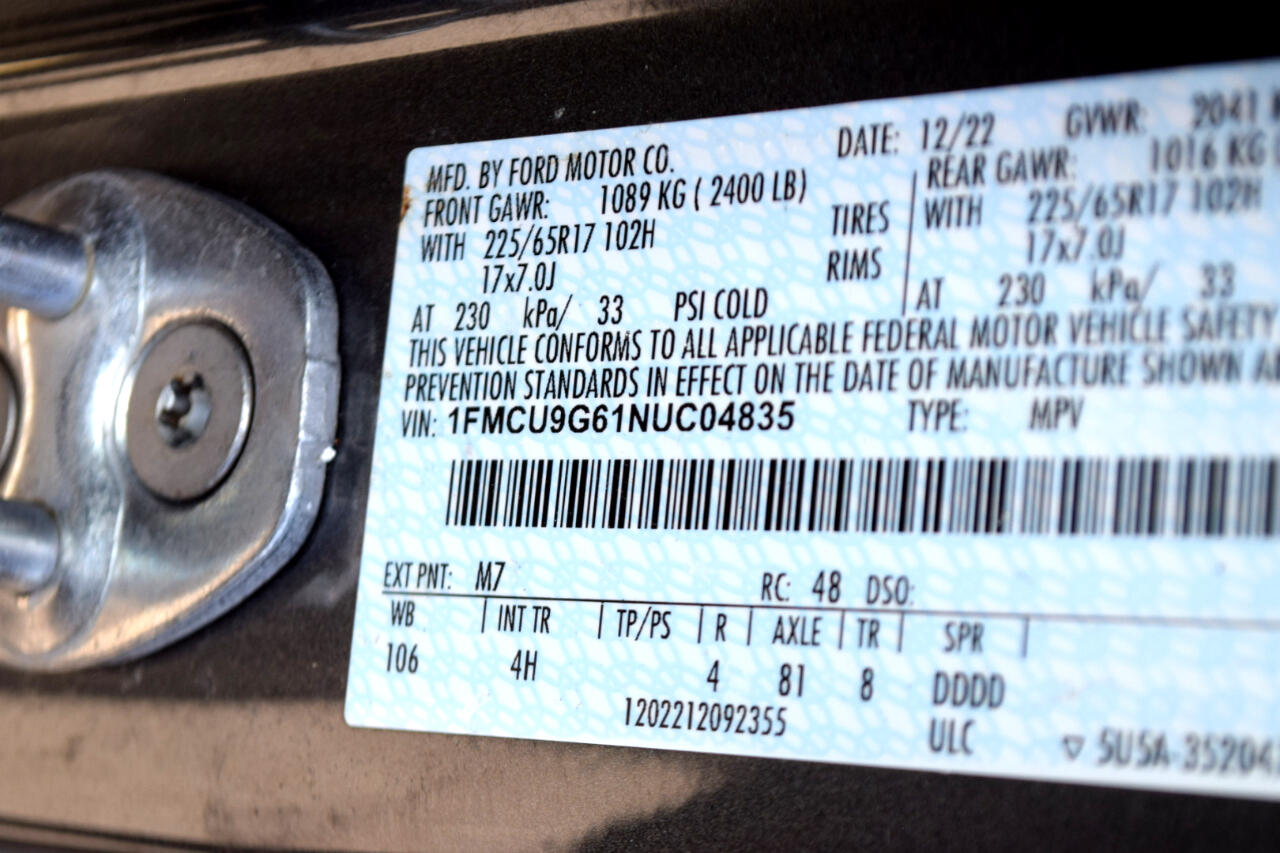 MFD. BY FORD MOTOR CO. DATE: 12/22 GVWR: 2041
FRONT GAWR: 1089 KG ( 2400 LB) REAR GAWR: 1016 KG
WITH 225/65R17 102H TIRES WITH 225/65R17 102H
17x7.0J RIMS 17x7.0J
AT 230 kPa/ 33 PSI COLD AT 230 kPa/ 33
THIS VEHICLE CONFORMS TO ALL APPLICABLE FEDERAL MOTOR VEHICLE SAFETY
PREVENTION STANDARDS IN EFFECT ON THE DATE OF MANUFACTURE SHOWN
VIN: 1FMCU9G61NUC04835 TYPE: MPV
EXT PNT: M7 RC: 48 DSO:
WB | INT TR | TP/PS | R | AXLE | TR | SPR |
106 4H 4 81 8 DDDD
1202212092355 ULC ▽ 5U5A-35204